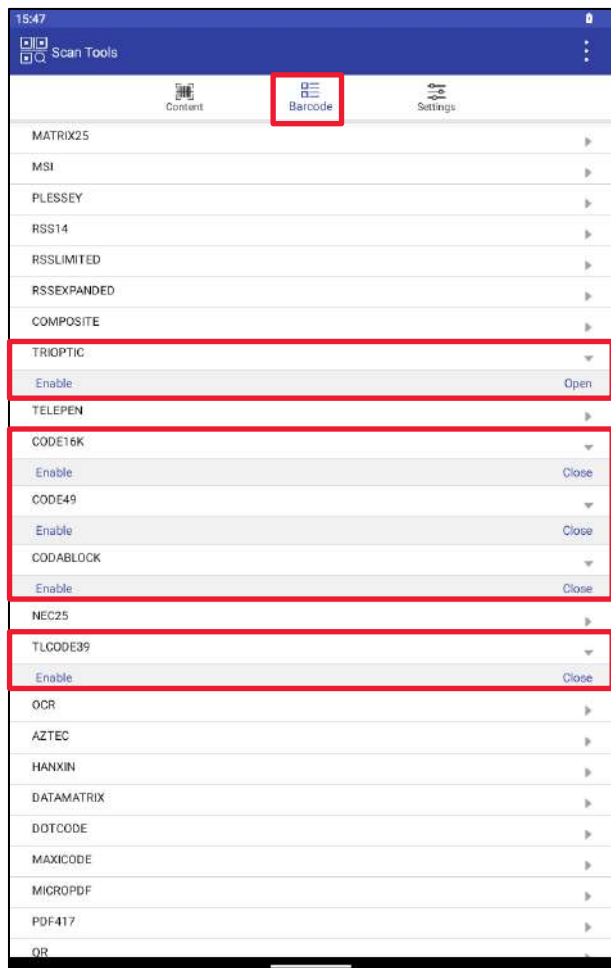 15:47
Scan Tools
Content Barcode Settings
MATRIX25
MSI
PLESSEY
RSS14
RSSLIMITED
RSSEXPANDED
COMPOSITE
TRIOPTIC
Enable Open
TELEPEN
CODE16K
Enable Close
CODE49
Enable Close
CODABLOCK
Enable Close
NEC25
TLCODE39
Enable Close
OCR
AZTEC
HANXIN
DATAMATRIX
DOTCODE
MAXICODE
MICROPDF
PDF417
QR